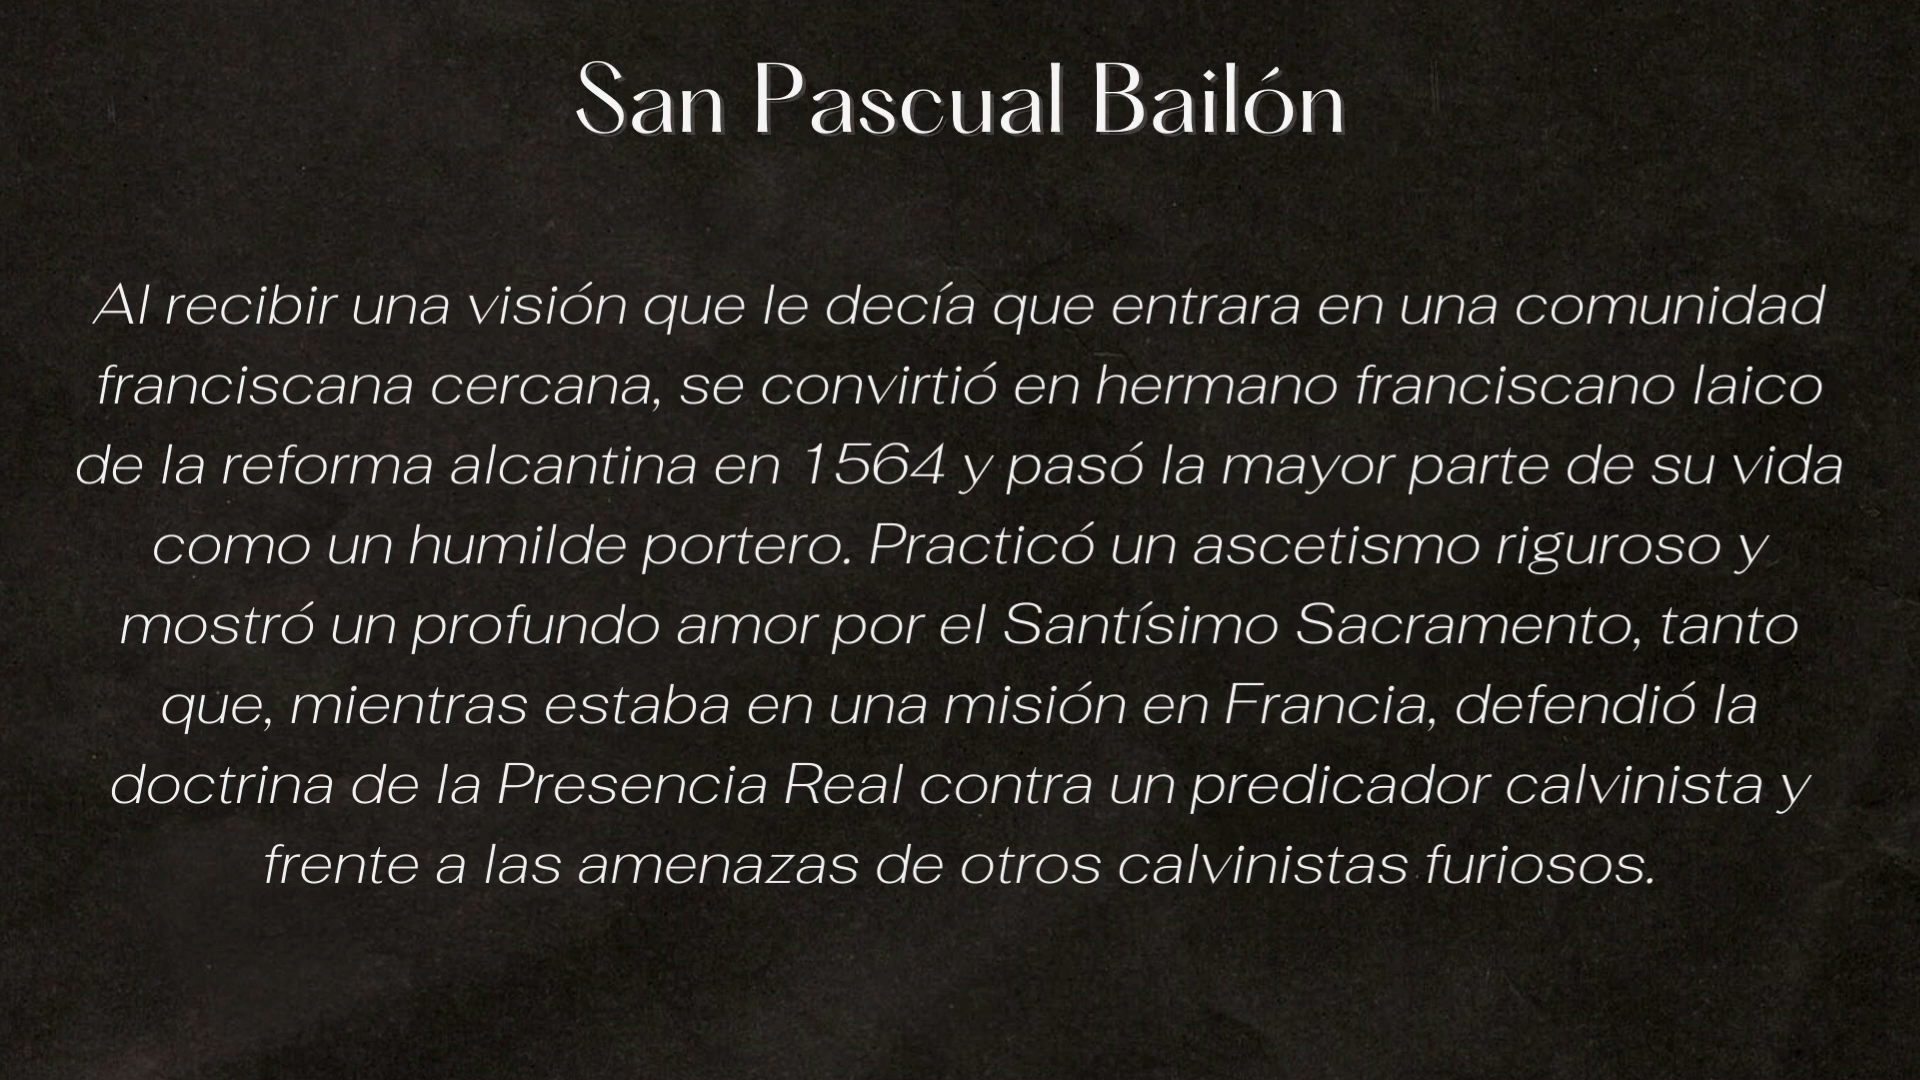 San Pascual Bailón
Al recibir una visión que le decía que entrara en una comunidad
franciscana cercana, se convirtió en hermano franciscano laico
de la reforma alcantina en 1564 y pasó la mayor parte de su vida
como un humilde portero. Practicó un ascetismo riguroso y
mostró un profundo amor por el Santísimo Sacramento, tanto
que, mientras estaba en una misión en Francia, defendió la
doctrina de la Presencia Real contra un predicador calvinista y
frente a las amenazas de otros calvinistas furiosos.